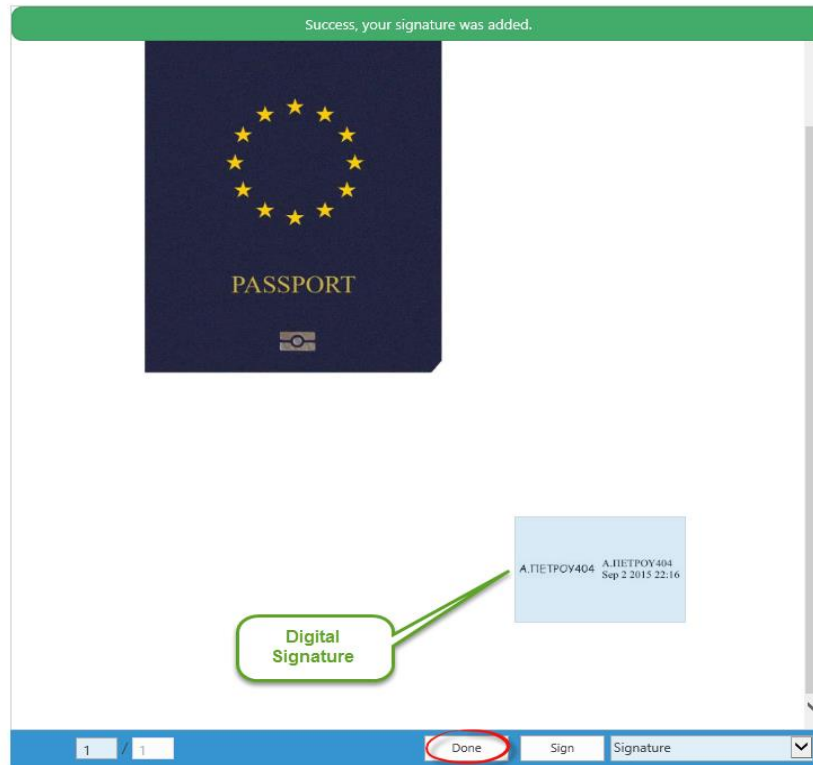 Success, your signature was added.
PASSPORT
Α.ΠΕΤΡΟΥ404
Α.ΠΕΤΡΟΥ404
Sep 2 2015 22:16
Digital
Signature
1 / 1
Done
Sign
Signature